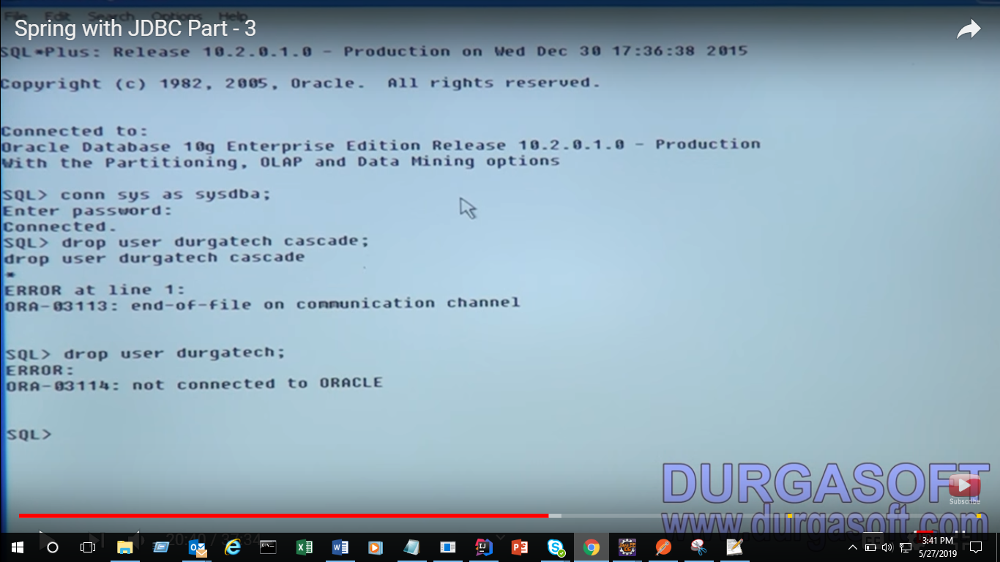 File Edit Search Options Help
Spring with JDBC Part - 3
SQL*Plus: Release 10.2.0.1.0 - Production on Wed Dec 30 17:36:38 2015
Copyright (c) 1982, 2005, Oracle.  All rights reserved.
Connected to:
Oracle Database 10g Enterprise Edition Release 10.2.0.1.0 - Production
With the Partitioning, OLAP and Data Mining options
SQL> conn sys as sysdba;
Enter password:
Connected.
SQL> drop user durgatech cascade;
drop user durgatech cascade
*
ERROR at line 1:
ORA-03113: end-of-file on communication channel
SQL> drop user durgatech;
ERROR:
ORA-03114: not connected to ORACLE
SQL>
DURGASOFT
Subscribe
www.durgasoft.com
20:40 / 37:34
CC
3:41 PM
5/27/2019